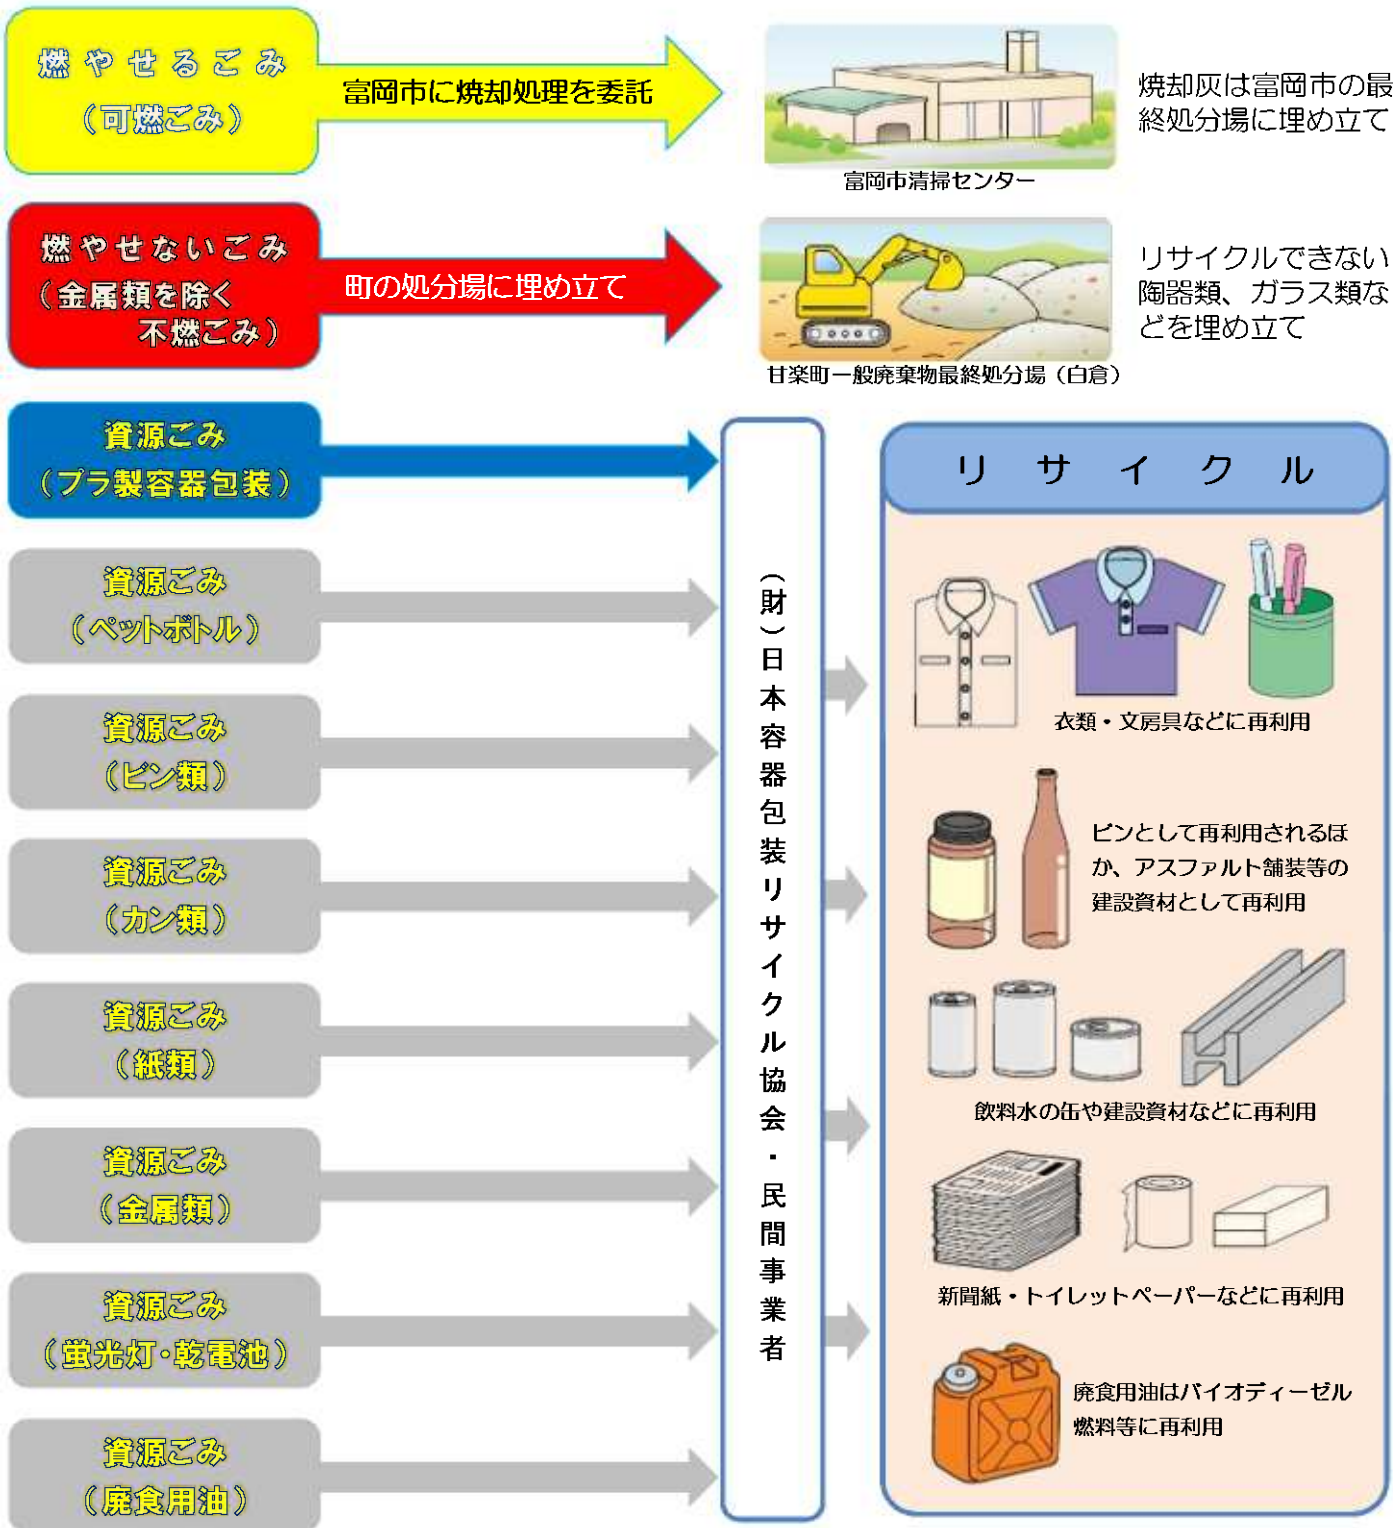 燃やせるごみ
（可燃ごみ）
富岡市に焼却処理を委託
富岡市清掃センター
焼却灰は富岡市の最
終処分場に埋め立て
燃やせないごみ
（金属類を除く
不燃ごみ）
町の処分場に埋め立て
甘楽町一般廃棄物最終処分場（白倉）
リサイクルできない
陶器類、ガラス類な
どを埋め立て
資源ごみ
（プラ製容器包装）
資源ごみ
（ペットボトル）
資源ごみ
（ビン類）
資源ごみ
（カン類）
資源ごみ
（紙類）
資源ごみ
（金属類）
資源ごみ
（蛍光灯・乾電池）
資源ごみ
（廃食用油）
（財）日本容器包装リサイクル協会・民間事業者
リサイクル
衣類・文房具などに再利用
ビンとして再利用されるほ
か、アスファルト舗装等の
建設資材として再利用
飲料水の缶や建設資材などに再利用
新聞紙・トイレットペーパーなどに再利用
廃食用油はバイオディーゼル
燃料等に再利用